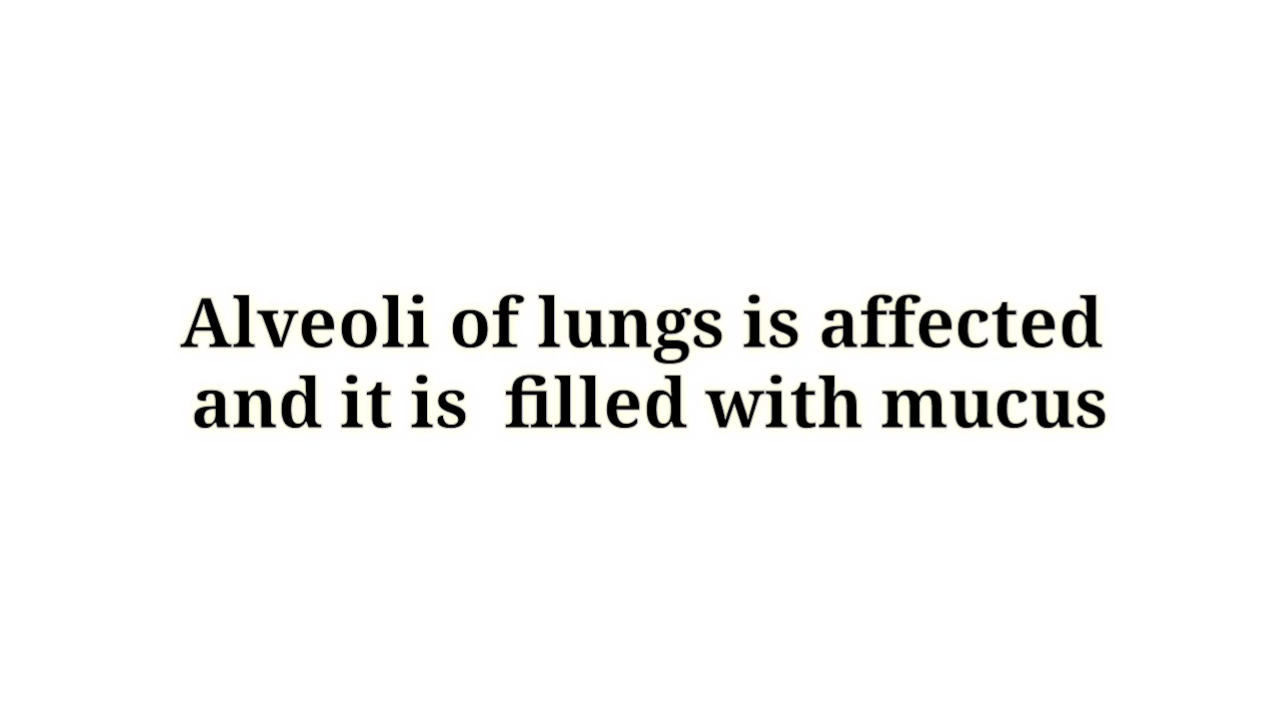 Alveoli of lungs is affected
and it is  filled with mucus